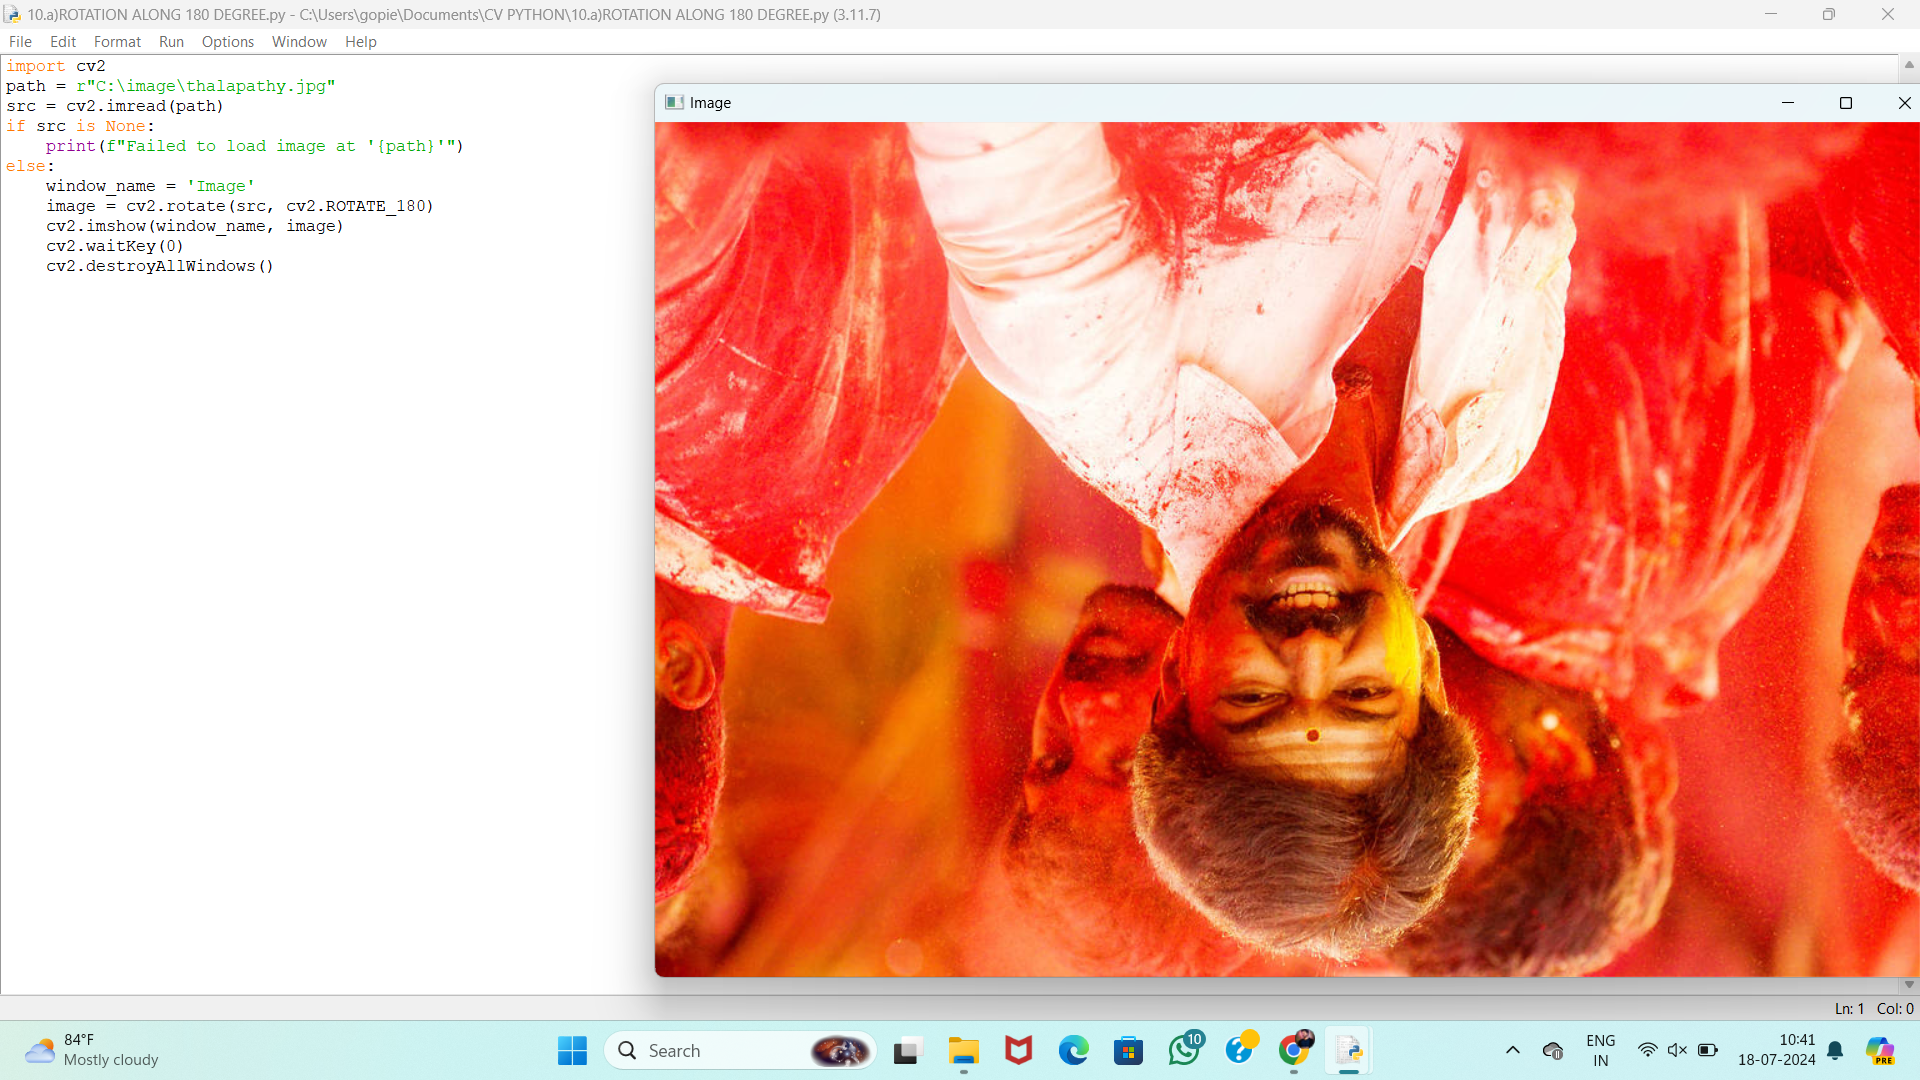 10.a)ROTATION ALONG 180 DEGREE.py - C:\Users\gopie\Documents\CV PYTHON\10.a)ROTATION ALONG 180 DEGREE.py (3.11.7)
File Edit Format Run Options Window Help
import cv2
path = r"C:\image\thalapathy.jpg"
src = cv2.imread(path)
if src is None:
    print(f"Failed to load image at '{path}'")
else:
    window_name = 'Image'
    image = cv2.rotate(src, cv2.ROTATE_180)
    cv2.imshow(window_name, image)
    cv2.waitKey(0)
    cv2.destroyAllWindows()
Image
Ln: 1 Col: 0
84°F
Mostly cloudy
Search
10
ENG
IN
10:41
18-07-2024
PRE